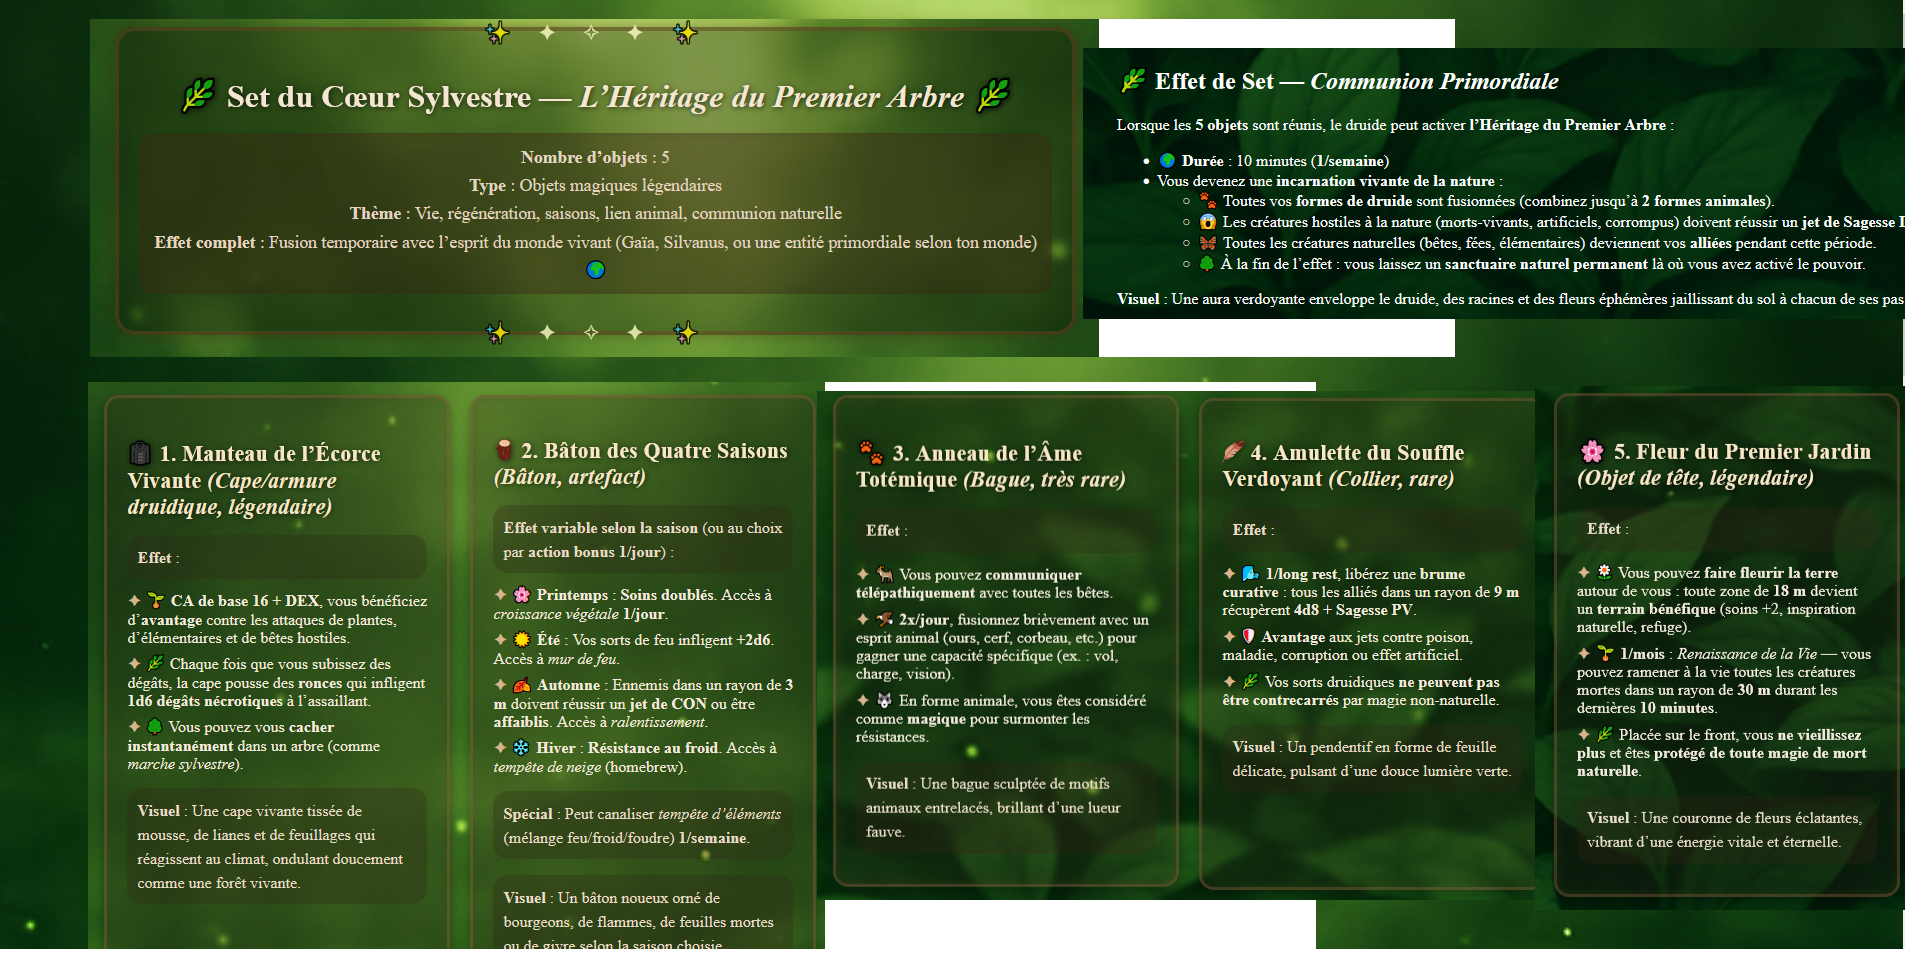 Set du Cœur Sylvestre — L’Héritage du Premier Arbre
Nombre d’objets : 5
Type : Objets magiques légendaires
Thème : Vie, régénération, saisons, lien animal, communion naturelle
Effet complet : Fusion temporaire avec l’esprit du monde vivant (Gaïa, Silvanus, ou une entité primordiale selon ton monde)
Effet de Set — Communion Primordiale
Lorsque les 5 objets sont réunis, le druide peut activer l’Héritage du Premier Arbre :
Durée : 10 minutes (1/semaine)
Vous devenez une incarnation vivante de la nature :
Toutes vos formes de druide sont fusionnées (combinez jusqu’à 2 formes animales).
Les créatures hostiles à la nature (morts-vivants, artificiels, corrompus) doivent réussir un jet de Sagesse
Toutes les créatures naturelles (bêtes, fées, élémentaires) deviennent vos alliées pendant cette période.
À la fin de l’effet : vous laissez un sanctuaire naturel permanent là où vous avez activé le pouvoir.
Visuel : Une aura verdoyante enveloppe le druide, des racines et des fleurs éphémères jaillissant du sol à chacun de ses pas
1. Manteau de l’Écorce
Vivante (Cape/armure
druidique, légendaire)
Effet :
CA de base 16 + DEX, vous bénéficiez
d’avantage contre les attaques de plantes,
d’élémentaires et de bêtes hostiles.
Chaque fois que vous subissez des
dégâts, la cape pousse des ronces qui infligent
1d6 dégâts nécrotiques à l’assaillant.
Vous pouvez vous cacher
instantanément dans un arbre (comme
marche sylvestre).
Visuel : Une cape vivante tissée de
mousse, de lianes et de feuillages qui
réagissent au climat, ondulant doucement
comme une forêt vivante.
2. Bâton des Quatre Saisons
(Bâton, artefact)
Effet variable selon la saison (ou au choix
par action bonus 1/jour) :
Printemps : Soins doublés. Accès à
croissance végétale 1/jour.
Été : Vos sorts de feu infligent +2d6.
Accès à mur de feu.
Automne : Ennemis dans un rayon de 3
m doivent réussir un jet de CON ou être
affaiblis. Accès à ralentissement.
Hiver : Résistance au froid. Accès à
tempête de neige (homebrew).
Spécial : Peut canaliser tempête d’éléments
(mélange feu/froid/foudre) 1/semaine.
Visuel : Un bâton noueux orné de
bourgeons, de flammes, de feuilles mortes
ou de givre selon la saison choisie.
3. Anneau de l’Âme
Totémique (Bague, très rare)
Effet :
Vous pouvez communiquer
télépathiquement avec toutes les bêtes.
2x/jour, fusionnez brièvement avec un
esprit animal (ours, cerf, corbeau, etc.) pour
gagner une capacité spécifique (ex. : vol,
charge, vision).
En forme animale, vous êtes considéré
comme magique pour surmonter les
résistances.
Visuel : Une bague sculptée de motifs
animaux entrelacés, brillant d’une lueur
fauve.
4. Amulette du Souffle
Verdoyant (Collier, rare)
Effet :
1/long rest, libérez une brume
curative : tous les alliés dans un rayon de 9 m
récupèrent 4d8 + Sagesse PV.
Avantage aux jets contre poison,
maladie, corruption ou effet artificiel.
Vos sorts druidiques ne peuvent pas
être contrecarrés par magie non-naturelle.
Visuel : Un pendentif en forme de feuille
délicate, pulsant d’une douce lumière verte.
5. Fleur du Premier Jardin
(Objet de tête, légendaire)
Effet :
Vous pouvez faire fleurir la terre
autour de vous : toute zone de 18 m devient
un terrain bénéfique (soins +2, inspiration
naturelle, refuge).
1/mois : Renaissance de la Vie — vous
pouvez ramener à la vie toutes les créatures
mortes dans un rayon de 30 m durant les
dernières 10 minutes.
Placée sur le front, vous ne vieillissez
plus et êtes protégé de toute magie de mort
naturelle.
Visuel : Une couronne de fleurs éclatantes,
vibrant d’une énergie vitale et éternelle.